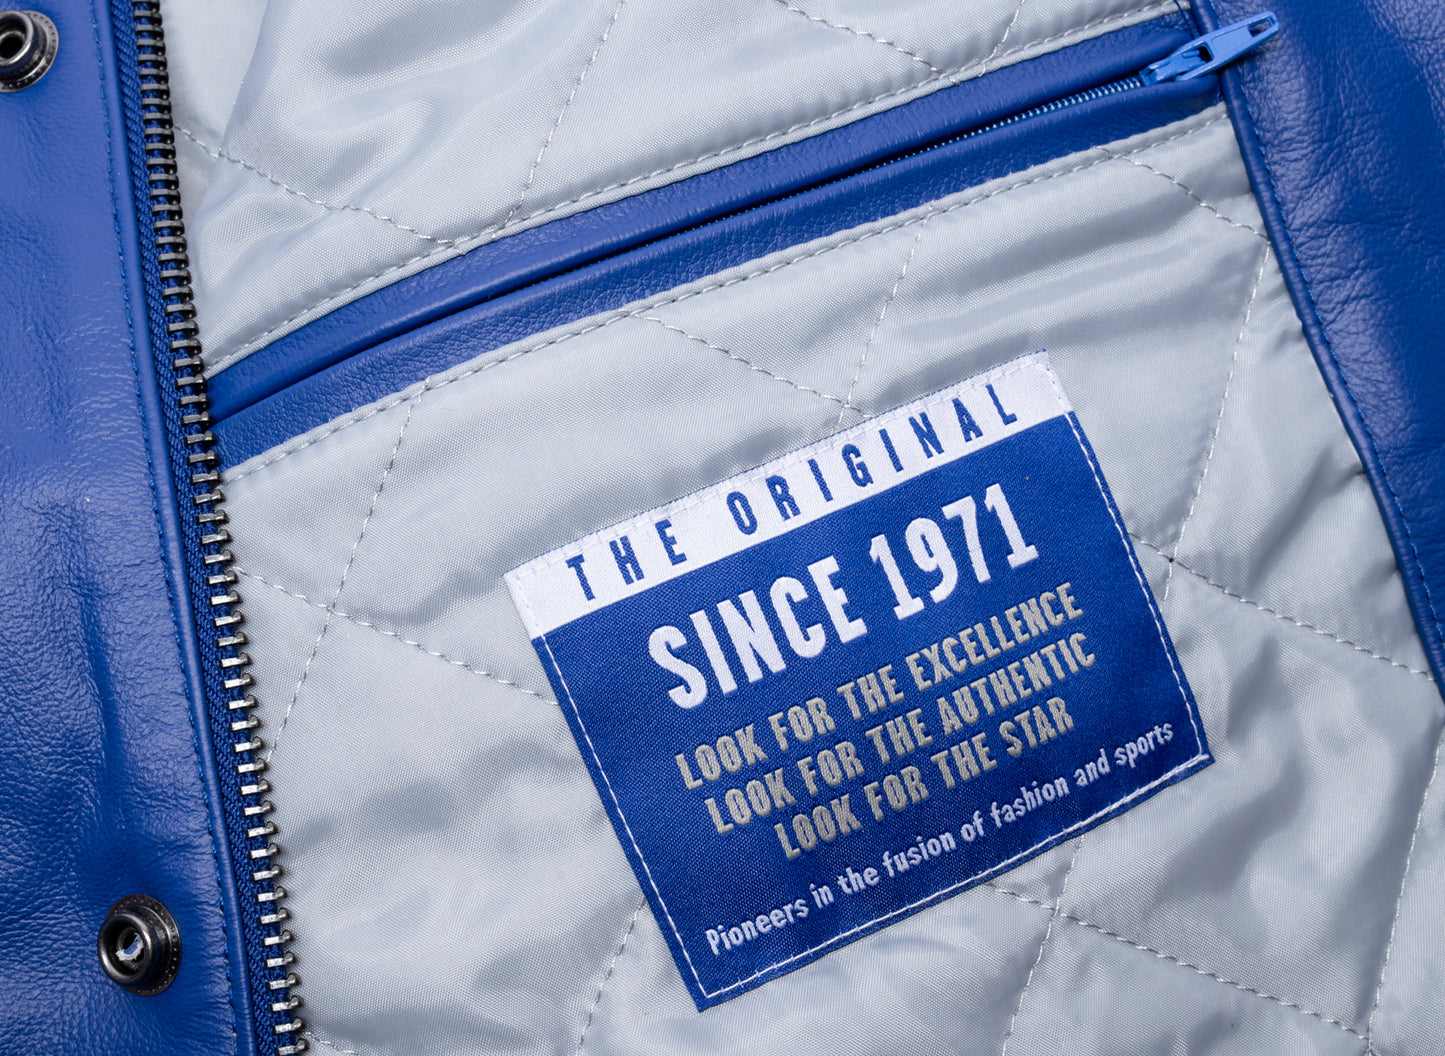 THE ORIGINAL
SINCE 1971
LOOK FOR THE EXCELLENCE
LOOK FOR THE AUTHENTIC
LOOK FOR THE STAR
Pioneers in the fusion of fashion and sports